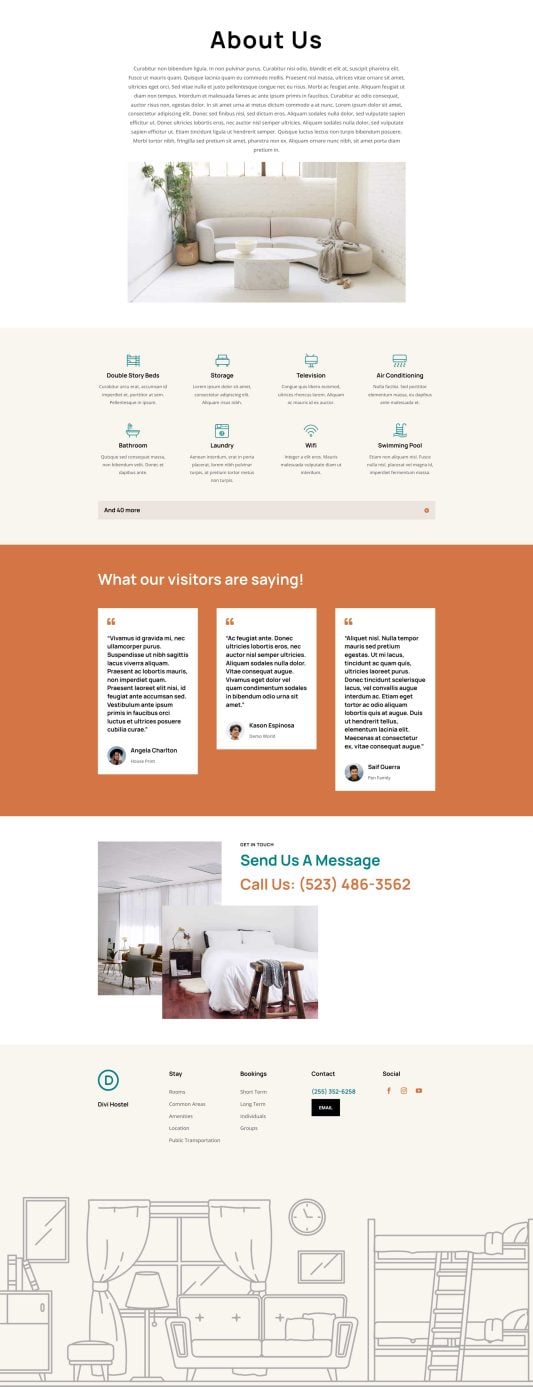 About Us
Curabitur non bibendum ligula. In non pulvinar purus. Curabitur nisi odio, blandit et elit at, suscipit pharetra elit.
Fusce ut mauris quam. Quisque lacinia quam eu commodo mollis. Praesent nisl massa, ultrices vitae ornare sit amet,
ultrices eget orci. Sed vitae nulla et justo pellentesque congue nec eu risus. Morbi ac feugiat ante. Aliquam feugiat ut
diam non tempus. Interdum et malesuada fames ac ante ipsum primis in faucibus. Curabitur ac odio consequat,
auctor risus non, egestas dolor. In sit amet urna at metus dictum commodo a at nunc. Lorem ipsum dolor sit amet,
consectetur adipiscing elit. Donec sed finibus nisl, sed dictum eros. Aliquam sodales nulla dolor, sed vulputate sapien
efficitur ut. Donec ultrices lobortis eros, nec auctor nisl semper ultricies. Aliquam sodales nulla dolor, sed vulputate
sapien efficitur ut. Etiam tincidunt ligula ut hendrerit semper. Quisque luctus lectus non turpis bibendum posuere.
Morbi tortor nibh, fringilla sed pretium sit amet, pharetra non ex. Aliquam ornare nunc nibh, sit amet porta diam
pretium in.
Double Story Beds
Curabitur arcu erat, accumsan id
imperdiet et, porttitor at sem.
Pellentesque in ipsum.
Storage
Lorem ipsum dolor sit amet,
consectetur adipiscing elit.
Aliquam risus nibh.
Television
Congue quis libero euismod,
ultrices rhoncus lorem. Aliquam
ac mauris id ex auctor.
Air Conditioning
Nulla facilisi. Sed porttitor
elementum massa, eu dapibus
ante malesuada et.
Bathroom
Quisque sed consequat massa,
non bibendum velit. Donec et
dapibus ante.
Laundry
Aenean interdum, erat in porta
placerat, lorem nibh pulvinar
turpis, at pretium tortor metus
non turpis.
Wifi
Integer a elit eros. Mauris
malesuada vulputate diam ut
interdum.
Swimming Pool
Etiam non aliquam nisl. Fusce
nulla nisl, placerat vel magna id,
imperdiet fermentum massa.
And 40 more
What our visitors are saying!
“Vivamus id gravida mi, nec
ullamcorper purus.
Suspendisse ut nibh sagittis
lacus viverra aliquam.
Praesent ac lobortis mauris,
non imperdiet quam.
Praesent laoreet elit nisi, id
feugiat ante accumsan sed.
Vestibulum ante ipsum
primis in faucibus orci
luctus et ultrices posuere
cubilia curae.”
Angela Charlton
House Print
“Ac feugiat ante. Donec
ultricies lobortis eros, nec
auctor nisl semper ultricies.
Aliquam sodales nulla dolor.
Vitae consequat augue.
Vivamus eget dolor vel
quam condimentum sodales
in bibendum odio urna sit
amet.”
Kason Espinosa
Demo World
“Aliquet nisl. Nulla tempor
mauris sed pretium
egestas. Ut mi lacus,
tincidunt ac quam quis,
ultricies laoreet purus.
Donec tincidunt scelerisque
lacus, vel convallis augue
interdum ac. Etiam eget
tortor ac odio aliquam
lobortis quis at augue. Duis
ut hendrerit tellus,
elementum lacinia elit.
Maecenas at consectetur
ex, vitae consequat augue.”
Saif Guerra
Fan Family
GET IN TOUCH
Send Us A Message
Call Us: (523) 486-3562
D
Divi Hostel
Stay
Rooms
Common Areas
Amenities
Location
Public Transportation
Bookings
Short Term
Long Term
Individuals
Groups
Contact
(255) 352-6258
EMAIL
Social